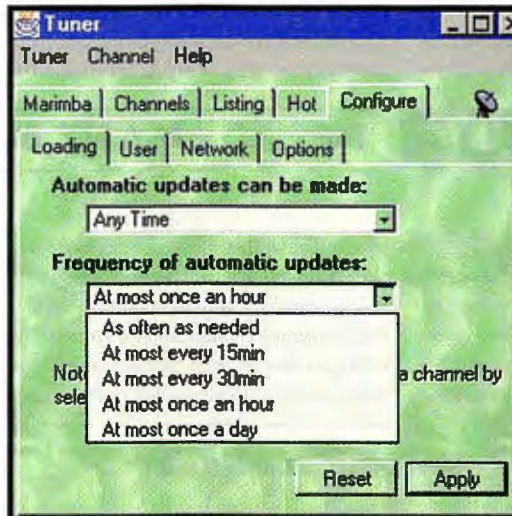 Tuner
Tuner Channel Help
Marimba Channels Listing Hot Configure
Loading User Network Options
Automatic updates can be made:
Any Time
Frequency of automatic updates:
At most once an hour
As often as needed
At most every 15min
At most every 30min
At most once an hour
At most once a day
a channel by
Reset Apply